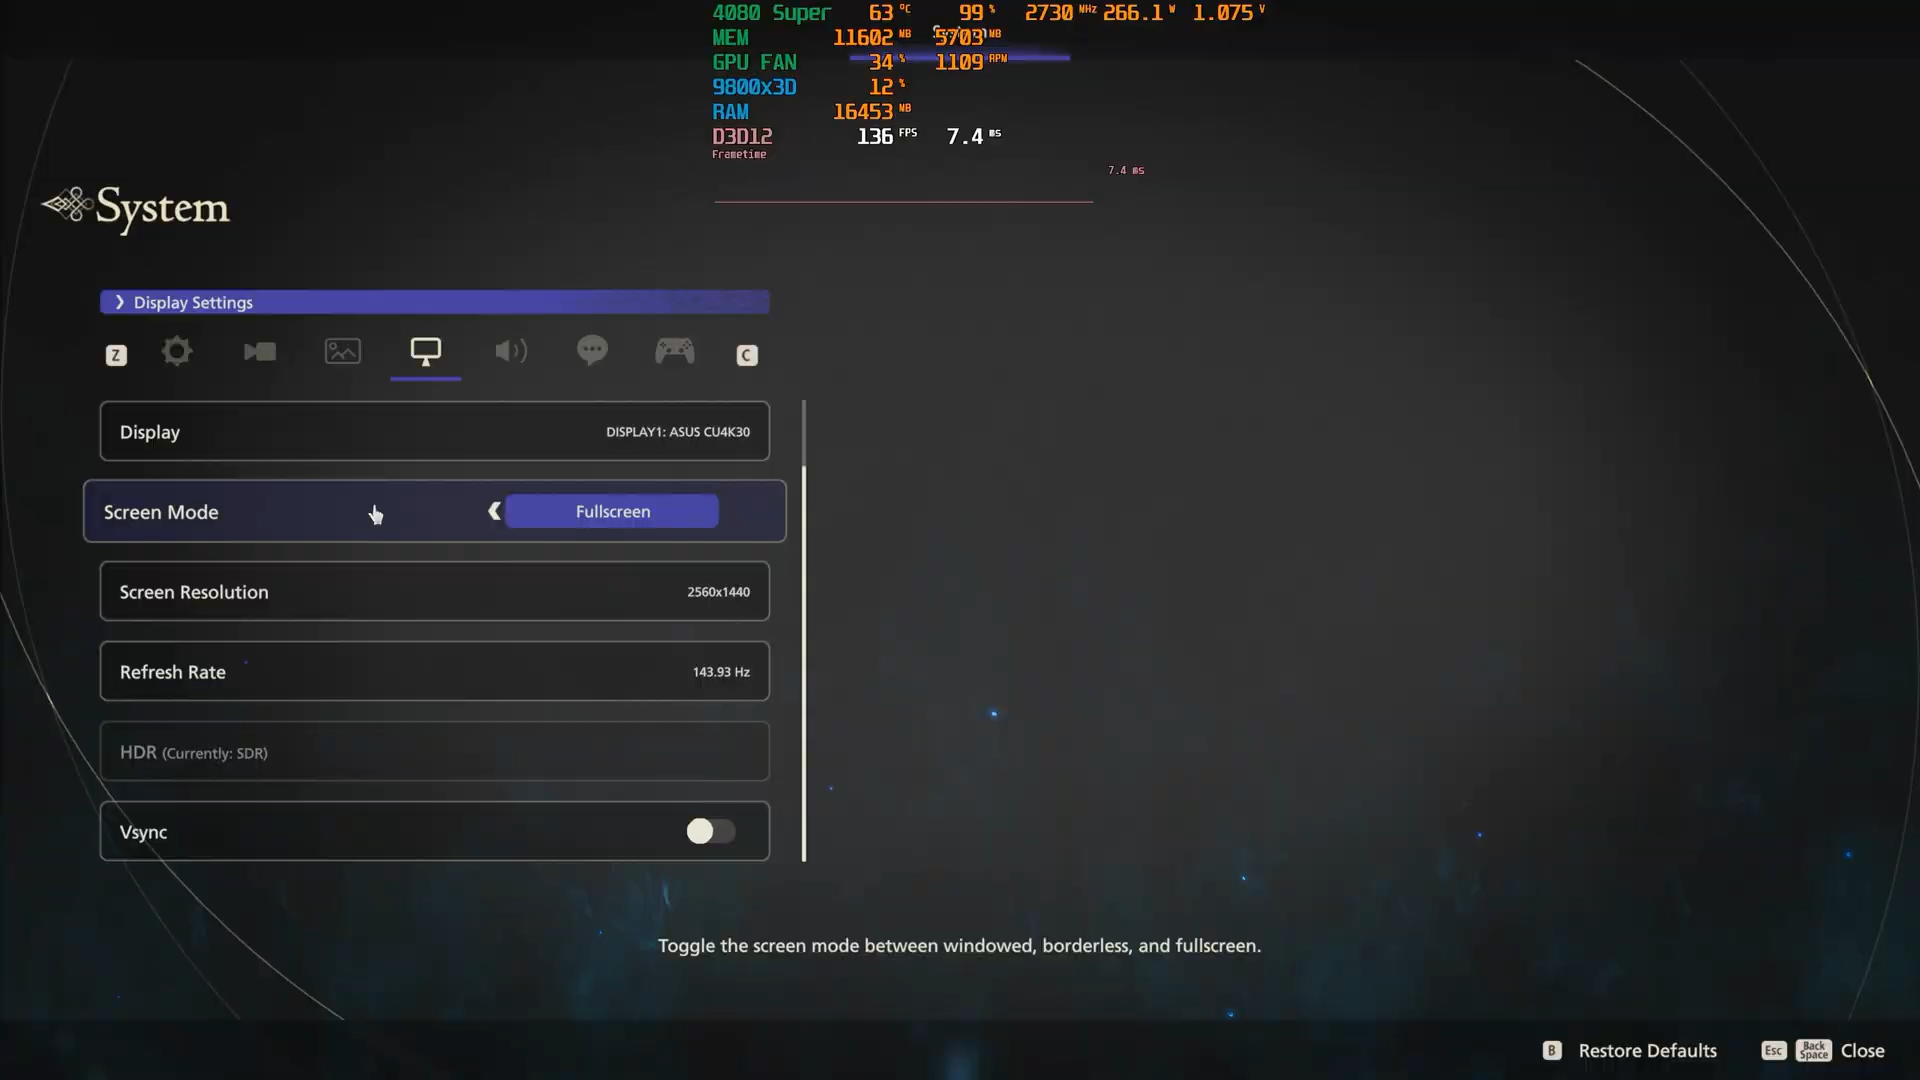 4080 Super 63 °C 99 % 2730 MHz 266.1 W 1.075 V
MEM 11602 MB 5703 MB
GPU FAN 34 % 1109 RPM
9800x3D 12 %
RAM 16453 MB
D3D12 136 FPS 7.4 ms
Frametime
7.4 ms
System
Display Settings
Z C
Display DISPLAY1: ASUS CU4K30
Screen Mode Fullscreen
Screen Resolution 2560x1440
Refresh Rate 143.93 Hz
HDR (Currently: SDR)
Vsync
Toggle the screen mode between windowed, borderless, and fullscreen.
B Restore Defaults Esc Back Space Close